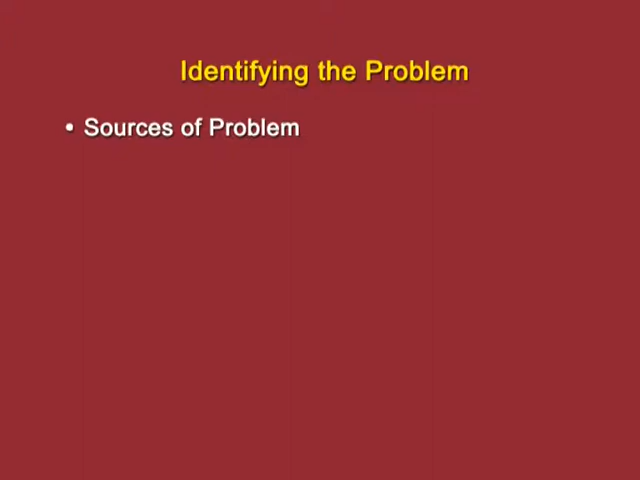 Identifying the Problem
• Sources of Problem